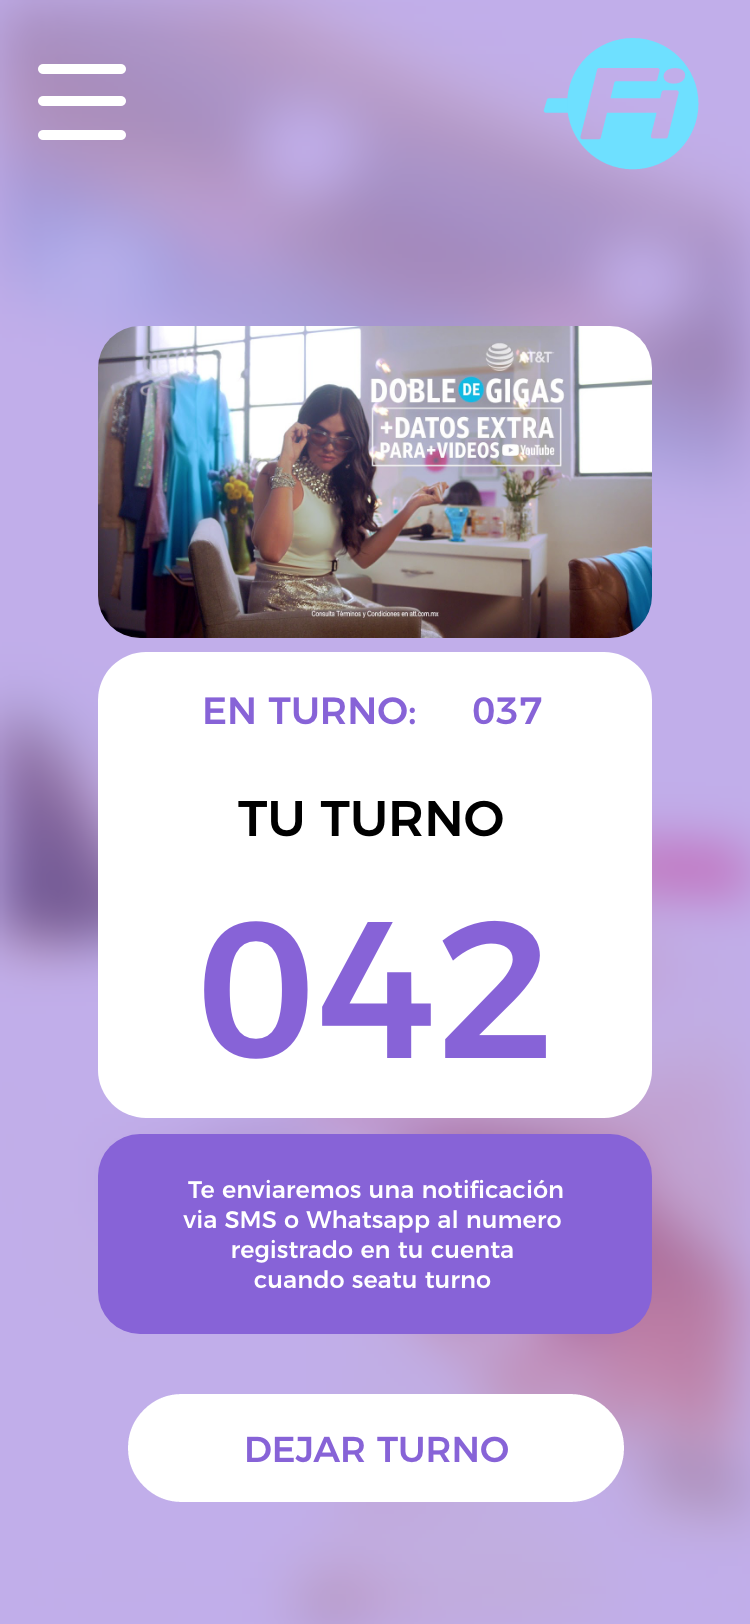 Fi
AT&T
DOBLE DE GIGAS
+DATOS EXTRA
PARA+VIDEOS YouTube
Consulta Términos y Condiciones en att.com.mx
EN TURNO: 037
TU TURNO
042
Te enviaremos una notificación
via SMS o Whatsapp al numero
registrado en tu cuenta
cuando seatu turno
DEJAR TURNO